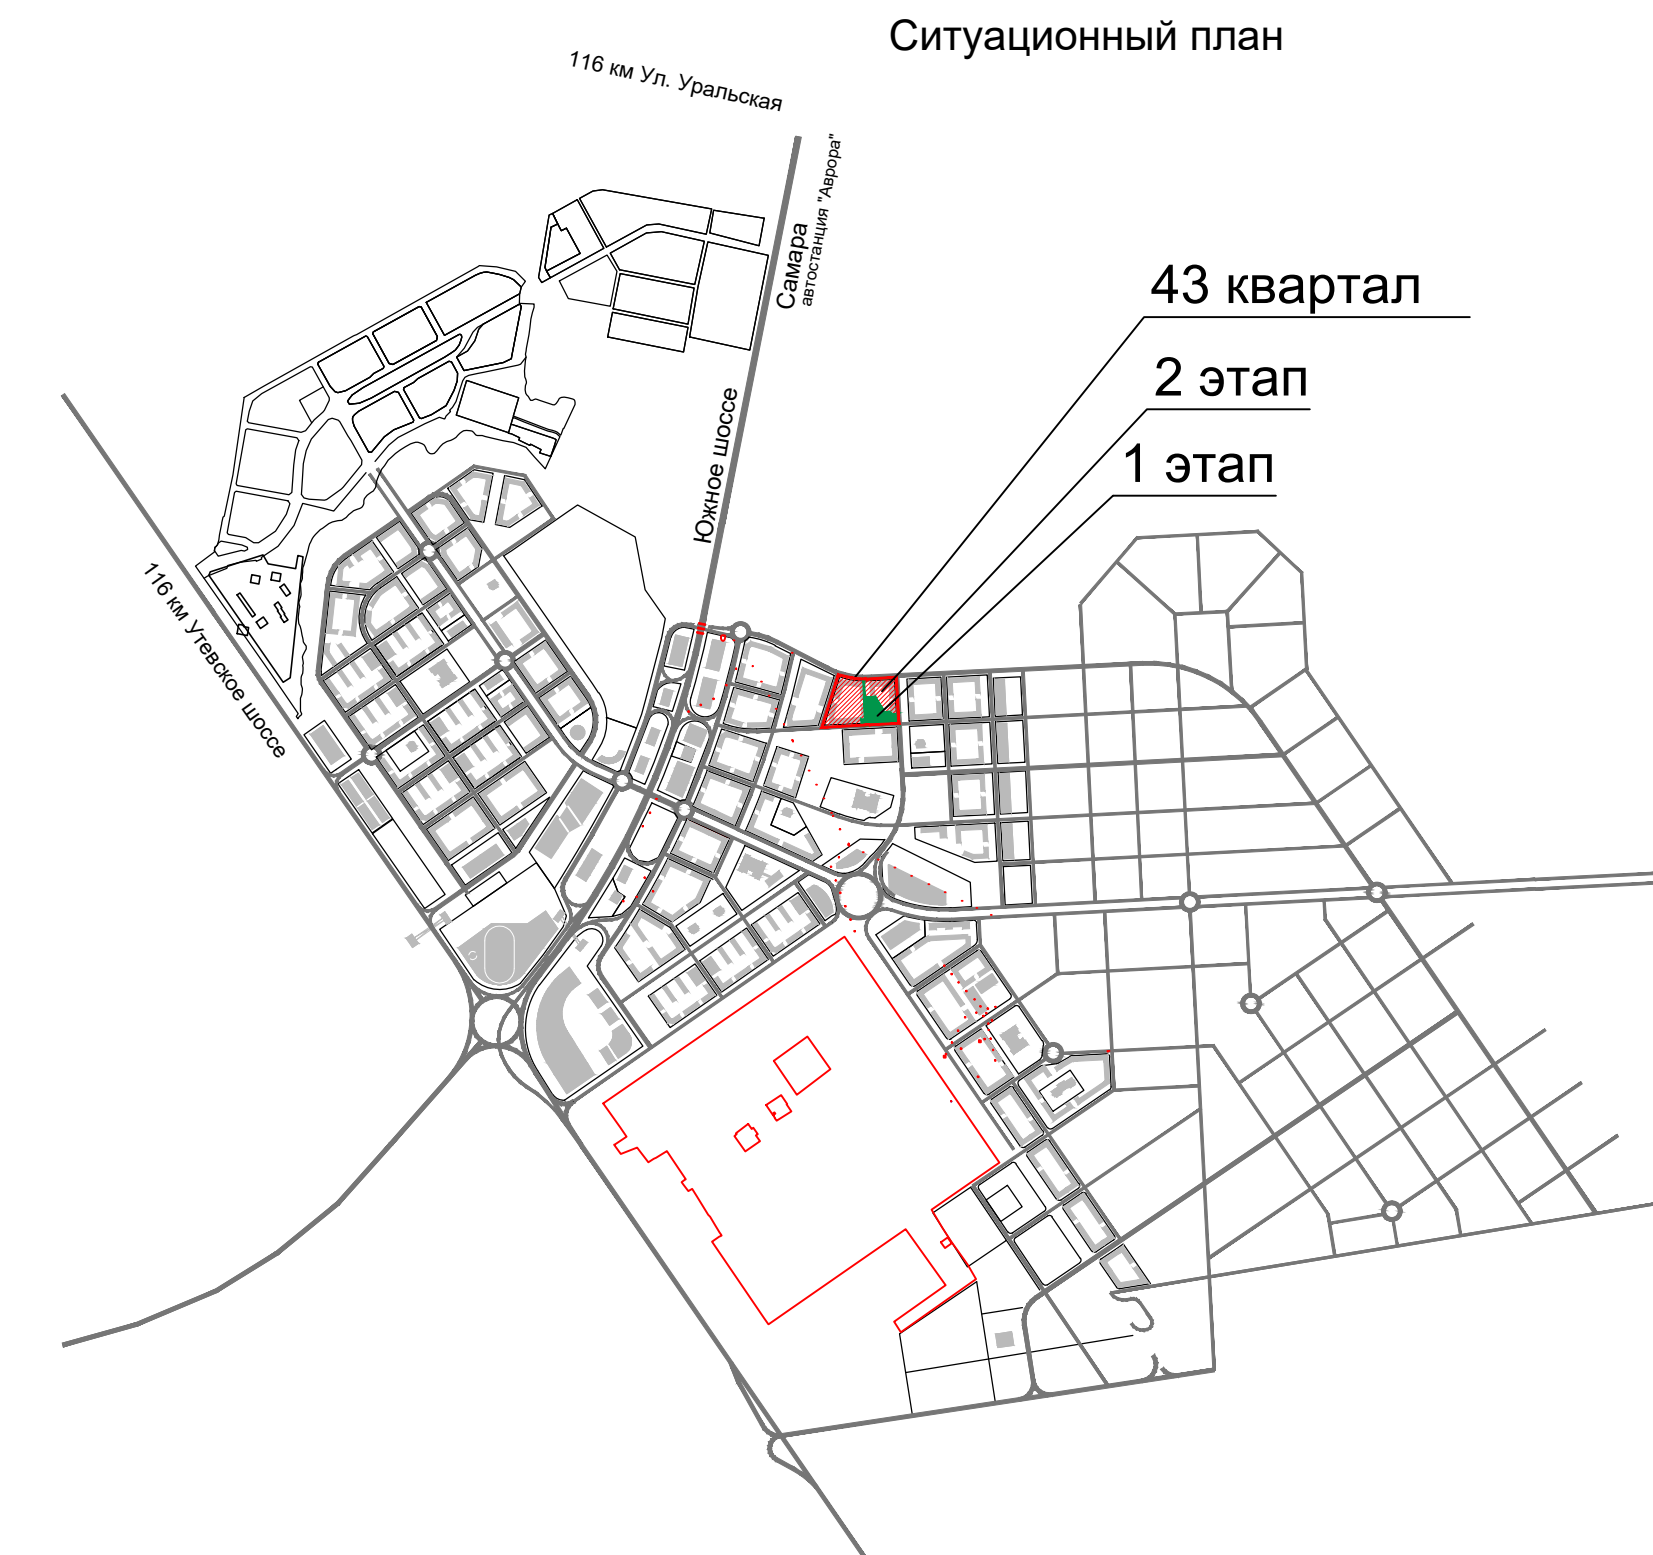 Ситуационный план
116 км Ул. Уральская
Самара
автостанция "Аврора"
43 квартал
2 этап
1 этап
Южное шоссе
116 км Утевское шоссе